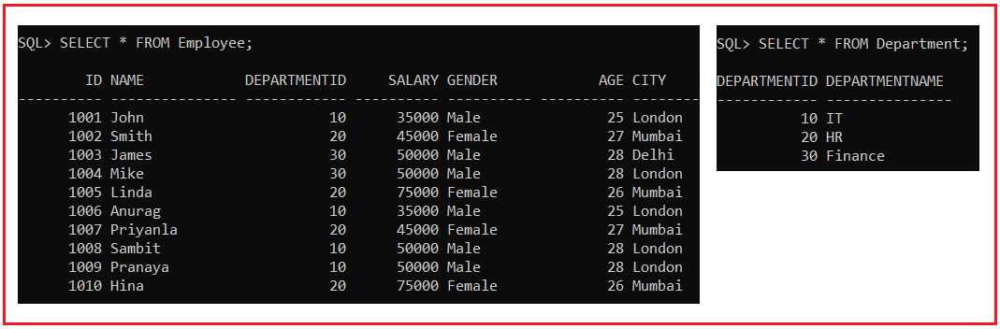 SQL> SELECT * FROM Employee;
ID NAME DEPARTMENTID SALARY GENDER AGE CITY
---------- --------------- ------------ ---------- ---------- ---------- --------
1001 John 10 35000 Male 25 London
1002 Smith 20 45000 Female 27 Mumbai
1003 James 30 50000 Male 28 Delhi
1004 Mike 30 50000 Male 28 London
1005 Linda 20 75000 Female 26 Mumbai
1006 Anurag 10 35000 Male 25 London
1007 Priyanla 20 45000 Female 27 Mumbai
1008 Sambit 10 50000 Male 28 London
1009 Pranaya 10 50000 Male 28 London
1010 Hina 20 75000 Female 26 Mumbai
SQL> SELECT * FROM Department;
DEPARTMENTID DEPARTMENTNAME
------------ ---------------
10 IT
20 HR
30 Finance